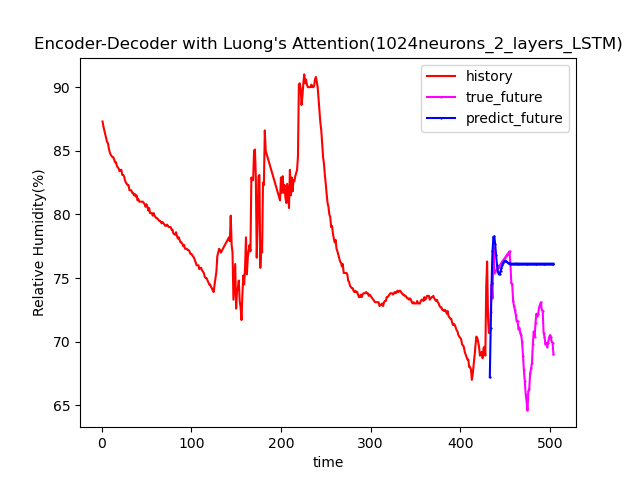 Encoder-Decoder with Luong's Attention(1024neurons_2_layers_LSTM)
history
true_future
predict_future
Relative Humidity(%)
90
85
80
75
70
65
0 100 200 300 400 500
time